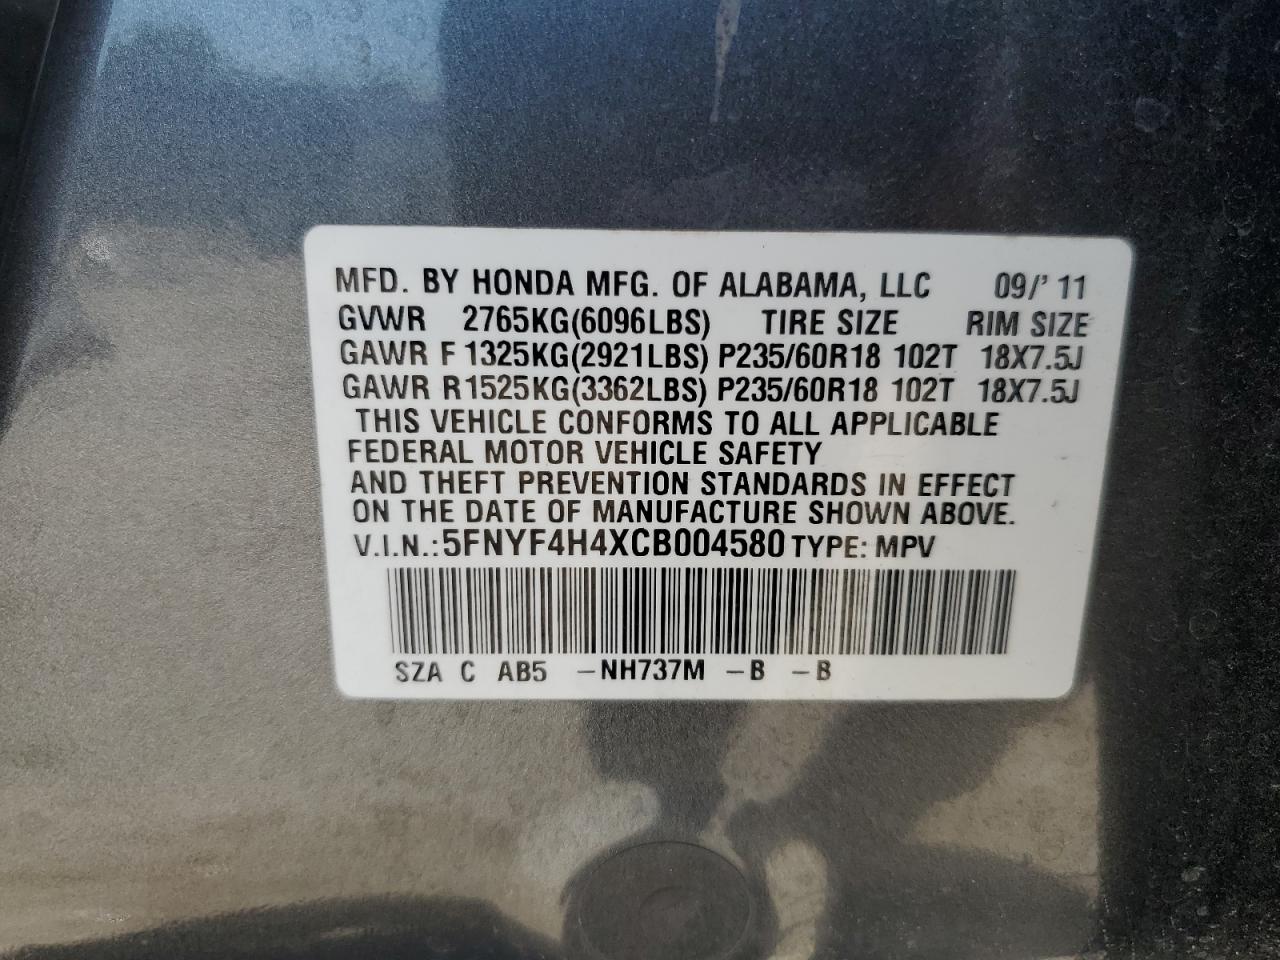 MFD. BY HONDA MFG. OF ALABAMA, LLC 09/' 11
GVWR 2765KG(6096LBS) TIRE SIZE RIM SIZE
GAWR F 1325KG(2921LBS) P235/60R18 102T 18X7.5J
GAWR R1525KG(3362LBS) P235/60R18 102T 18X7.5J
THIS VEHICLE CONFORMS TO ALL APPLICABLE
FEDERAL MOTOR VEHICLE SAFETY
AND THEFT PREVENTION STANDARDS IN EFFECT
ON THE DATE OF MANUFACTURE SHOWN ABOVE.
V.I.N.:5FNYF4H4XCB004580 TYPE: MPV
SZA C AB5 -NH737M -B -B